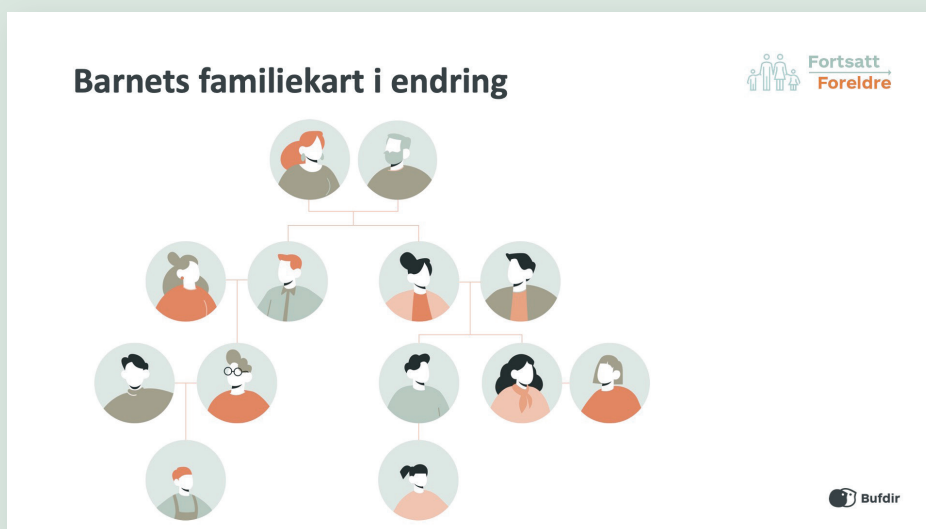 Barnets familiekart i endring
Fortsatt
Foreldre
Bufdir